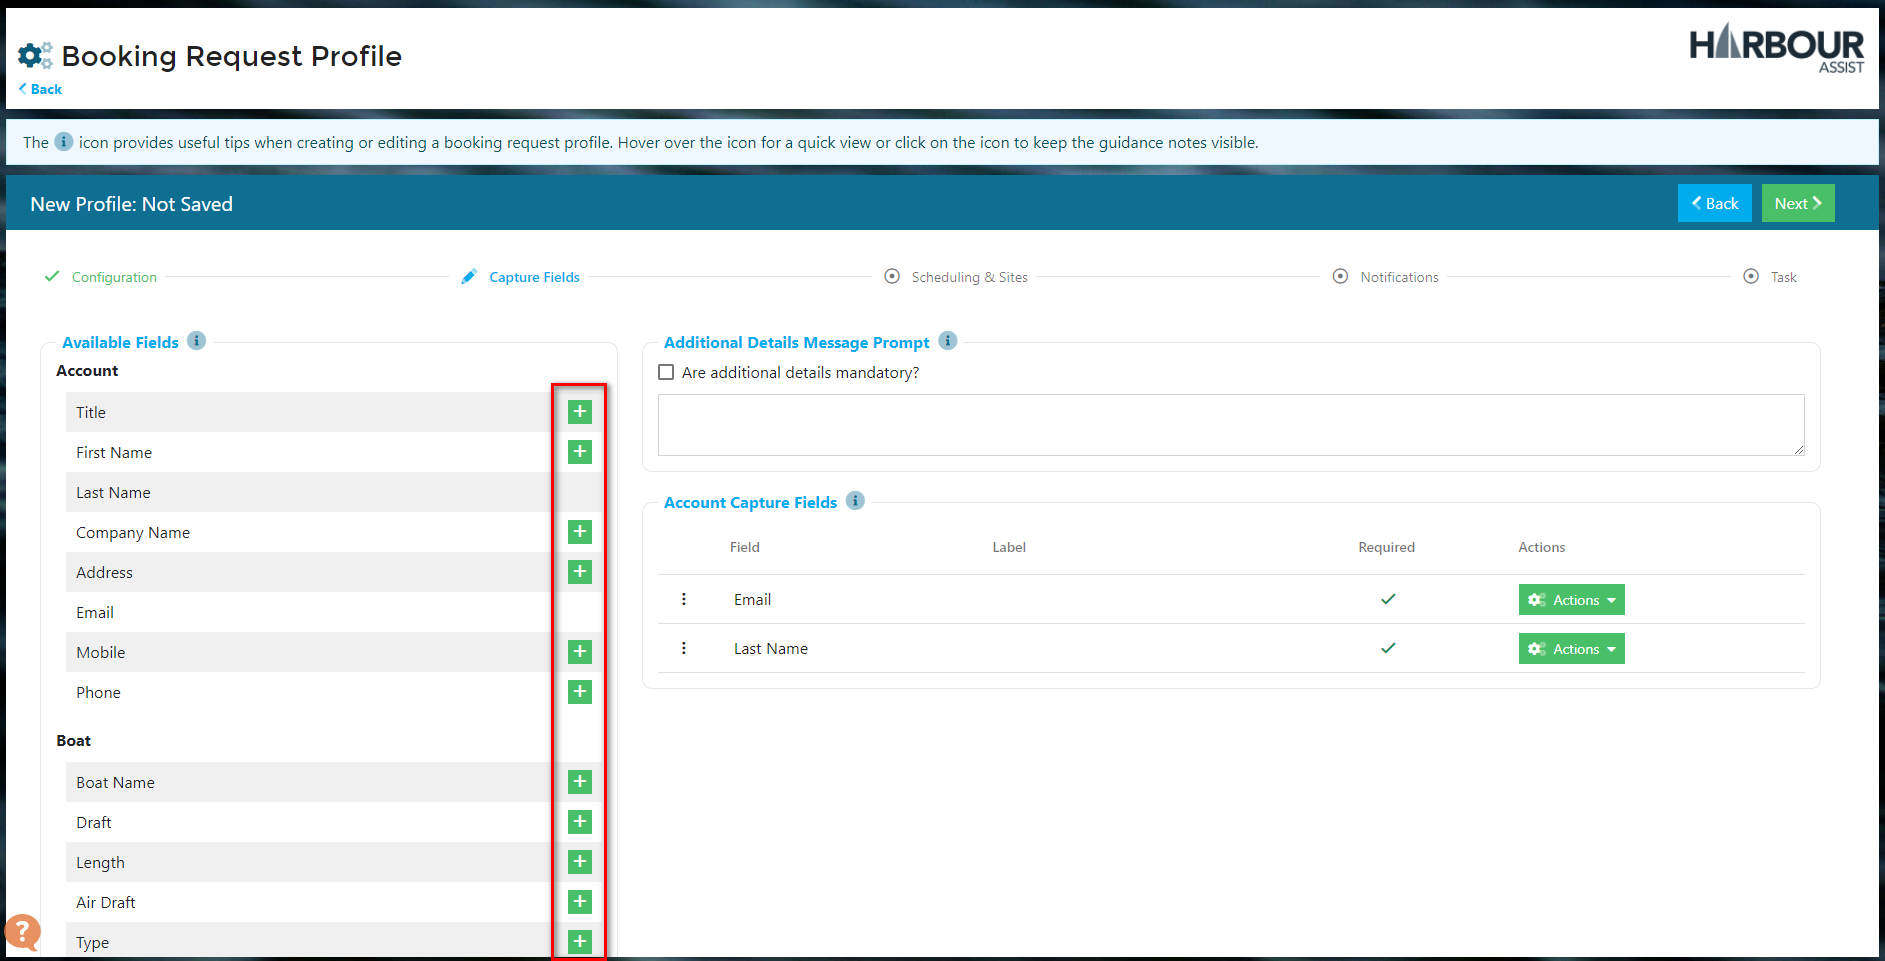 Booking Request Profile
HARBOUR
ASSIST
Back
The i icon provides useful tips when creating or editing a booking request profile. Hover over the icon for a quick view or click on the icon to keep the guidance notes visible.
New Profile: Not Saved
Back
Next
Configuration
Capture Fields
Scheduling & Sites
Notifications
Task
Available Fields i
Account
Title +
First Name +
Last Name
Company Name +
Address +
Email
Mobile +
Phone +
Boat
Boat Name +
Draft +
Length +
Air Draft +
Type +
Additional Details Message Prompt i
Are additional details mandatory?
Account Capture Fields i
Field Label Required Actions
Email Actions
Last Name Actions
?